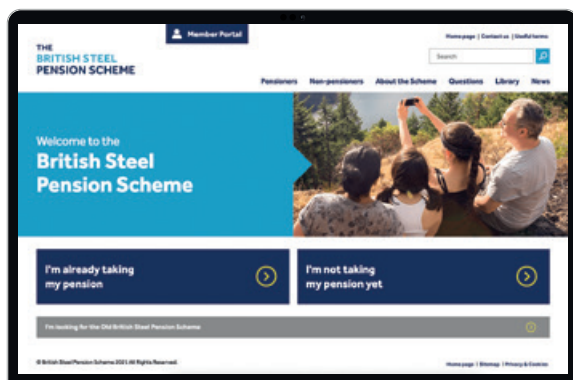 Member Portal
Home page | Contact us | Useful terms
THE
BRITISH STEEL
PENSION SCHEME
Search
Pensioners Non-pensioners About the Scheme Questions Library News
Welcome to the
British Steel
Pension Scheme
I'm already taking
my pension
I'm not taking
my pension yet
I'm looking for the Old British Steel Pension Scheme
© British Steel Pension Scheme 2021 All Rights Reserved.
Home page | Sitemap | Privacy & Cookies